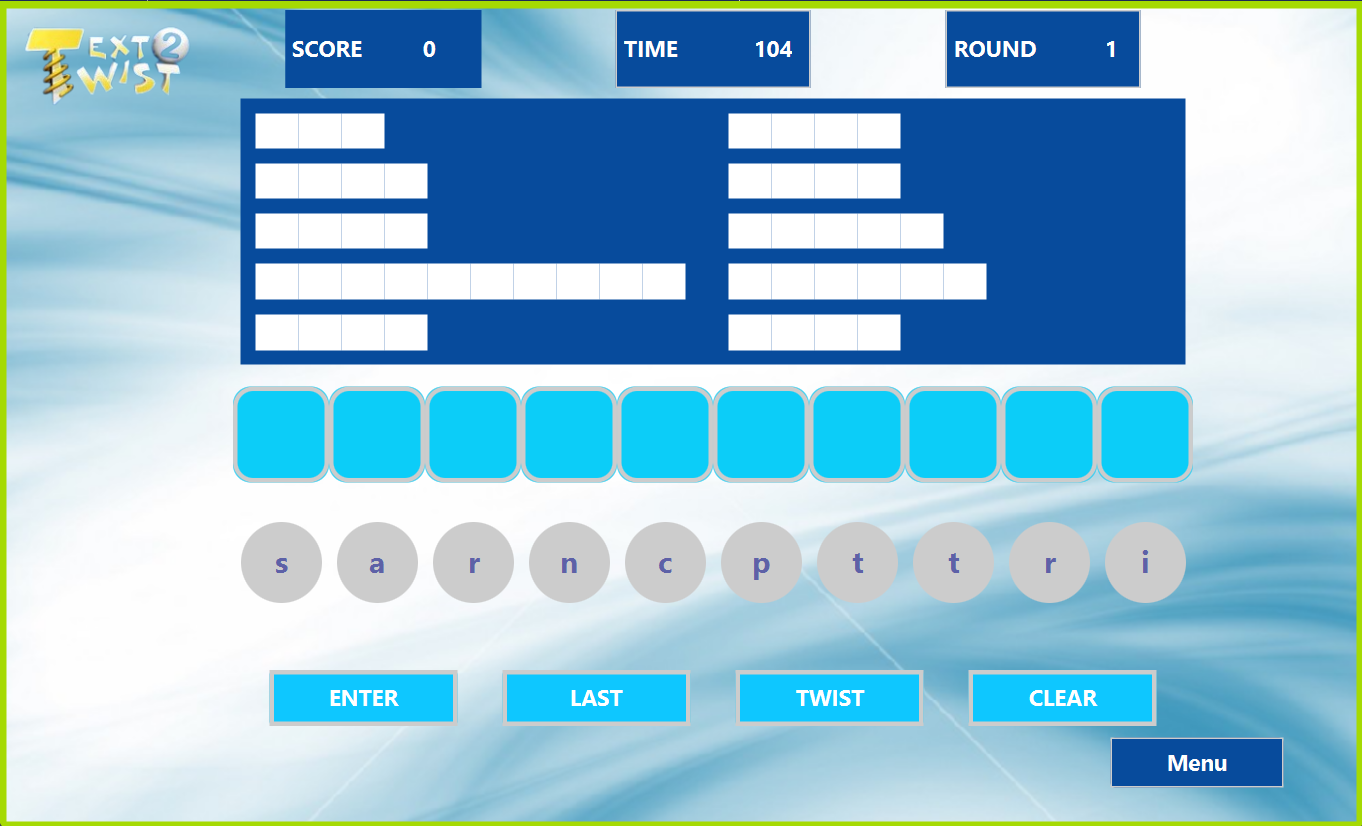 TEXT 2
TWIST
SCORE 0
TIME 104
ROUND 1
s a r n c p t t r i
ENTER LAST TWIST CLEAR
Menu